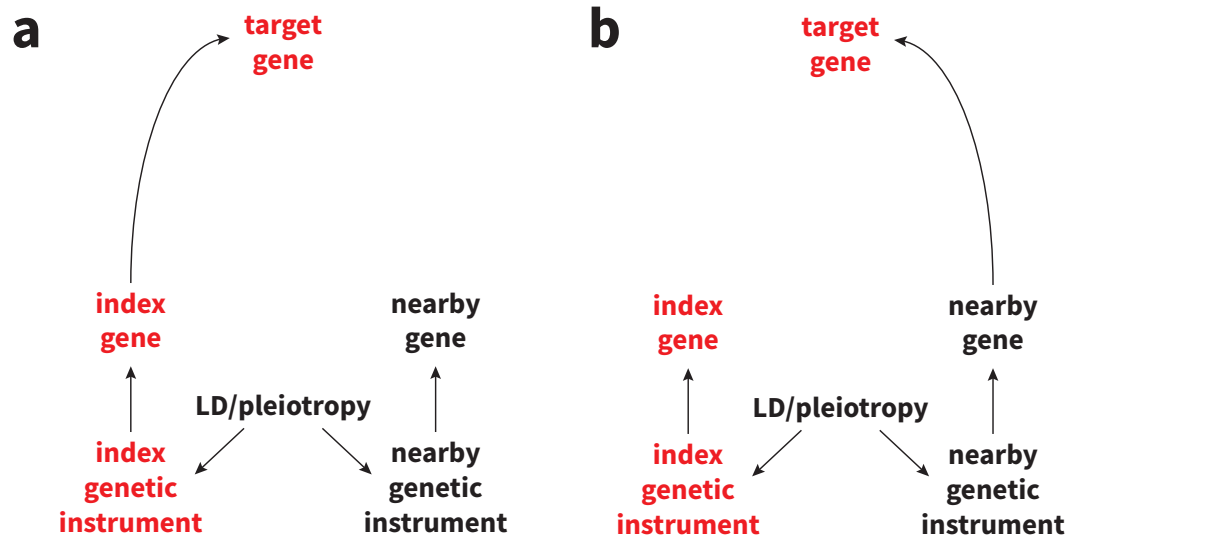 a
target
gene
index
gene
nearby
gene
LD/pleiotropy
index
genetic
instrument
nearby
genetic
instrument
b
target
gene
index
gene
nearby
gene
LD/pleiotropy
index
genetic
instrument
nearby
genetic
instrument